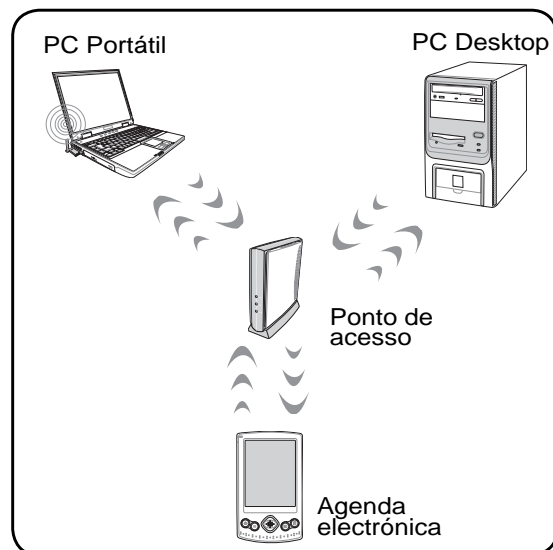 PC Portátil
PC Desktop
Ponto de
acesso
Agenda
electrónica